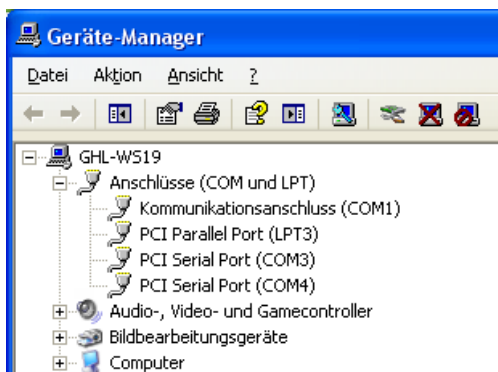 Geräte-Manager
Datei Aktion Ansicht ?
GHL-WS19
Anschlüsse (COM und LPT)
Kommunikationsanschluss (COM1)
PCI Parallel Port (LPT3)
PCI Serial Port (COM3)
PCI Serial Port (COM4)
Audio-, Video- und Gamecontroller
Bildbearbeitungsgeräte
Computer